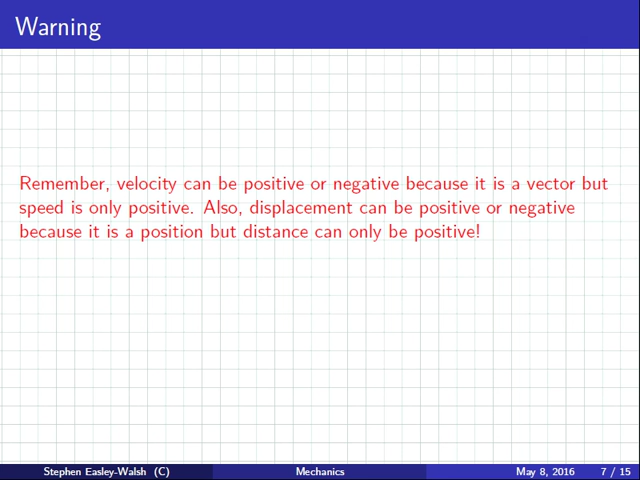 Warning
Remember, velocity can be positive or negative because it is a vector but
speed is only positive. Also, displacement can be positive or negative
because it is a position but distance can only be positive!
Stephen Easley-Walsh (C) Mechanics May 8, 2016 7 / 15